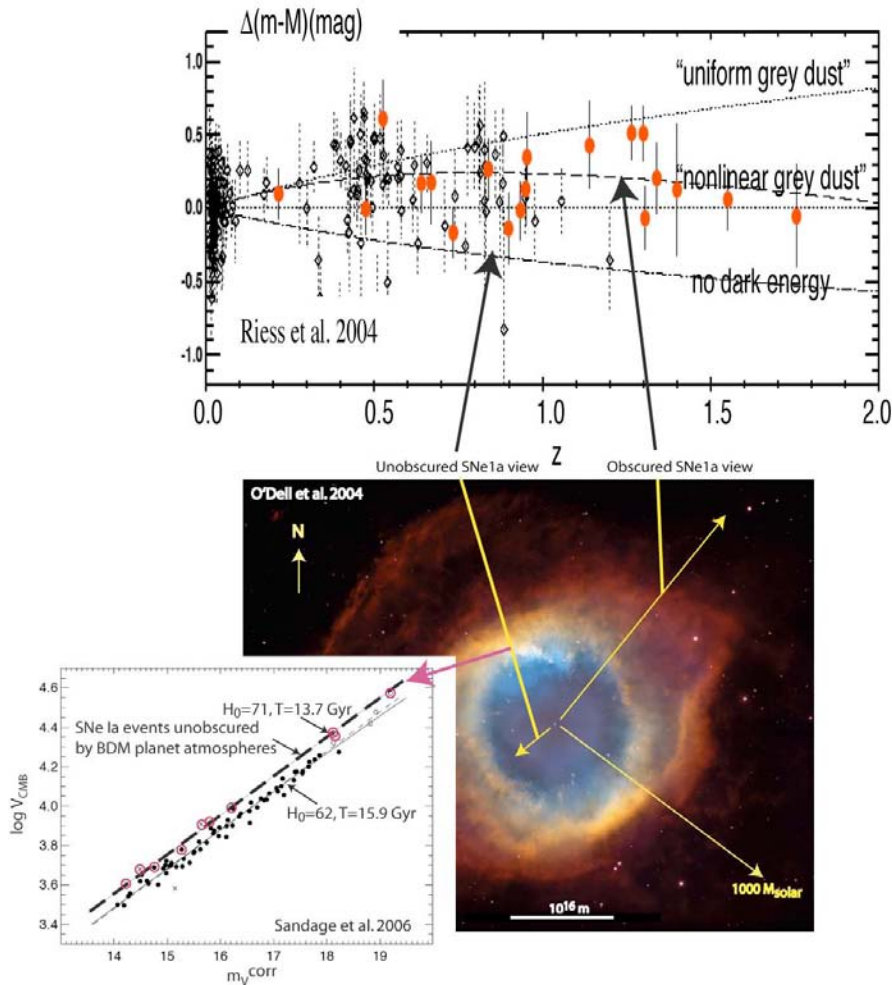 Δ(m-M)(mag)
1.0
0.5
0.0
-0.5
-1.0
“uniform grey dust”
“nonlinear grey dust”
no dark energy
Riess et al. 2004
0.0 0.5 1.0 1.5 2.0
z
Unobscured SNe1a view
Obscured SNe1a view
O'Dell et al. 2004
N
1000 Msolar
10¹⁶ m
4.6
4.4
4.2
4.0
3.8
3.6
3.4
log VCMB
H₀=71, T=13.7 Gyr
SNe Ia events unobscured
by BDM planet atmospheres
H₀=62, T=15.9 Gyr
Sandage et al. 2006
14 15 16 17 18 19
mVcorr